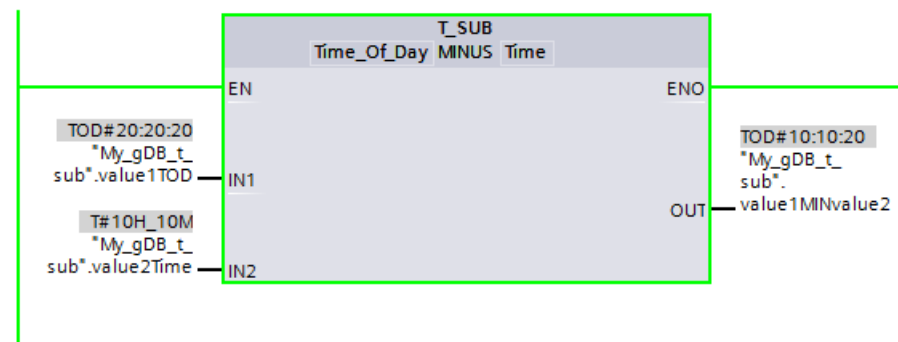 T_SUB
Time_Of_Day MINUS Time
EN
ENO
TOD#20:20:20
"My_gDB_t_
sub".value1TOD
IN1
T#10H_10M
"My_gDB_t_
sub".value2Time
IN2
TOD#10:10:20
"My_gDB_t_
sub".
value1MINvalue2
OUT